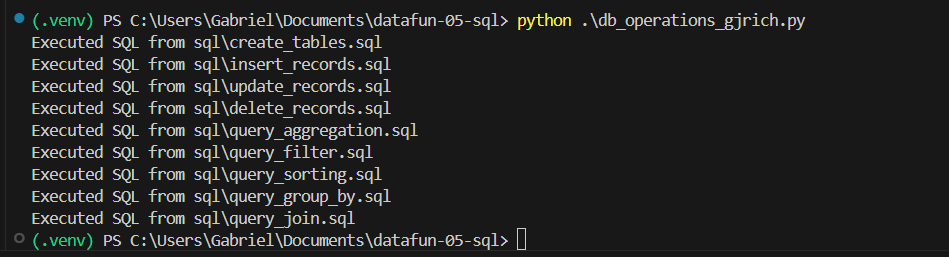 (.venv) PS C:\Users\Gabriel\Documents\datafun-05-sql> python .\db_operations_gjrich.py
Executed SQL from sql\create_tables.sql
Executed SQL from sql\insert_records.sql
Executed SQL from sql\update_records.sql
Executed SQL from sql\delete_records.sql
Executed SQL from sql\query_aggregation.sql
Executed SQL from sql\query_filter.sql
Executed SQL from sql\query_sorting.sql
Executed SQL from sql\query_group_by.sql
Executed SQL from sql\query_join.sql
(.venv) PS C:\Users\Gabriel\Documents\datafun-05-sql>